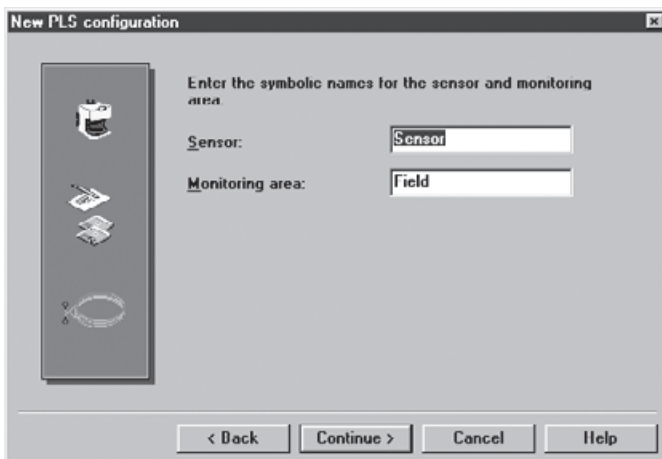 New PLS configuration
Enter the symbolic names for the sensor and monitoring
area.
Sensor:
Sensor
Monitoring area:
Field
< Back
Continue >
Cancel
Help